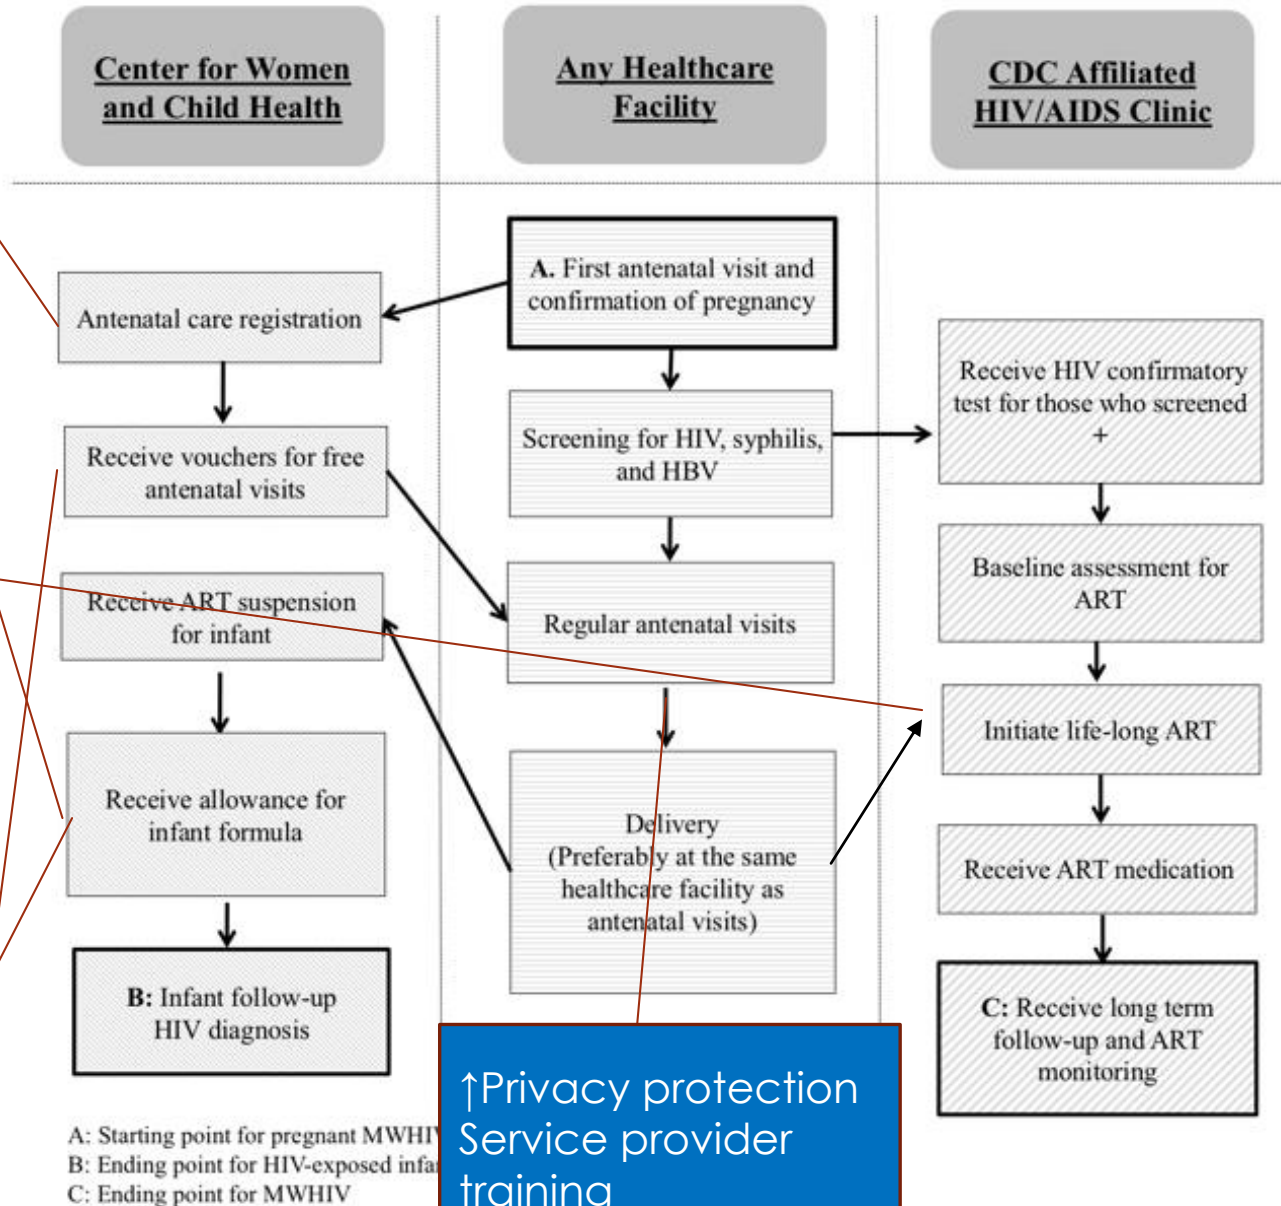 Center for Women
and Child Health
Any Healthcare
Facility
CDC Affiliated
HIV/AIDS Clinic
Antenatal care registration
Receive vouchers for free
antenatal visits
Receive ART suspension
for infant
Receive allowance for
infant formula
B: Infant follow-up
HIV diagnosis
A. First antenatal visit and
confirmation of pregnancy
Screening for HIV, syphilis,
and HBV
Regular antenatal visits
Delivery
(Preferably at the same
healthcare facility as
antenatal visits)
Receive HIV confirmatory
test for those who screened
+
Baseline assessment for
ART
Initiate life-long ART
Receive ART medication
C: Receive long term
follow-up and ART
monitoring
↑Privacy protection
Service provider
training
A: Starting point for pregnant MWHIV
B: Ending point for HIV-exposed
C: Ending point for MWHIV